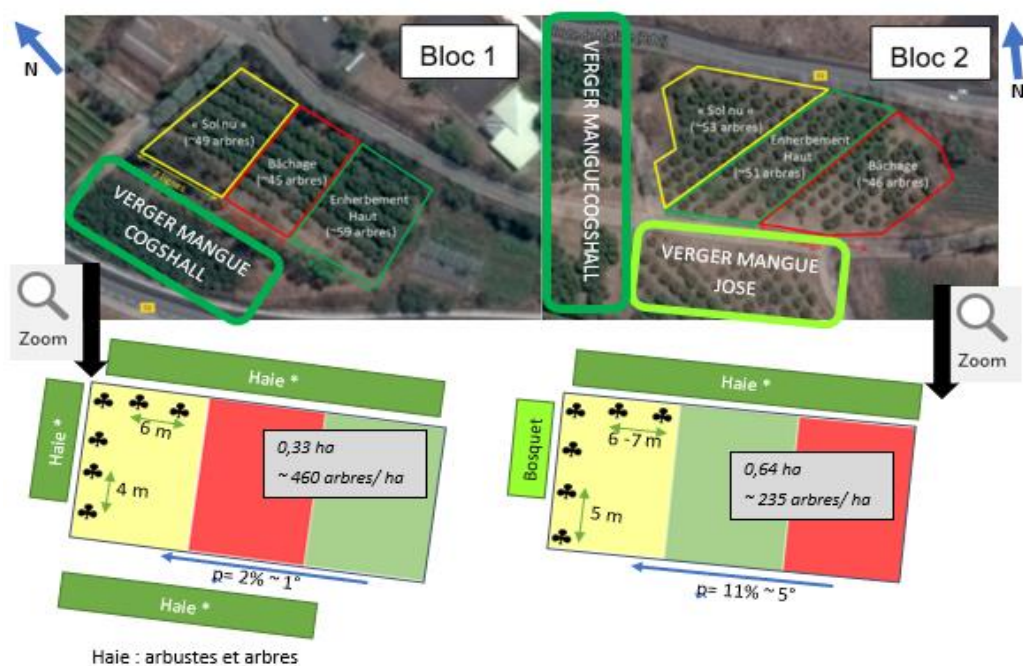 Bloc 1
N
« Sol nu »
(~49 arbres)
Bâchage
(~45 arbres)
Enherbement
Haut
(~59 arbres)
VERGER MANGUE
COGSHALL
Bloc 2
N
VERGER MANGUE COGSHALL
« Sol nu »
(~53 arbres)
Enherbement
Haut
(~51 arbres)
Bâchage
(~46 arbres)
VERGER MANGUE
JOSE
Zoom
Zoom
Haie *
Haie *
6 m
4 m
0,33 ha
~ 460 arbres/ ha
p= 2% ~ 1°
Haie *
Haie : arbustes et arbres
Haie *
Bosquet
6 -7 m
5 m
0,64 ha
~ 235 arbres/ ha
p= 11% ~ 5°